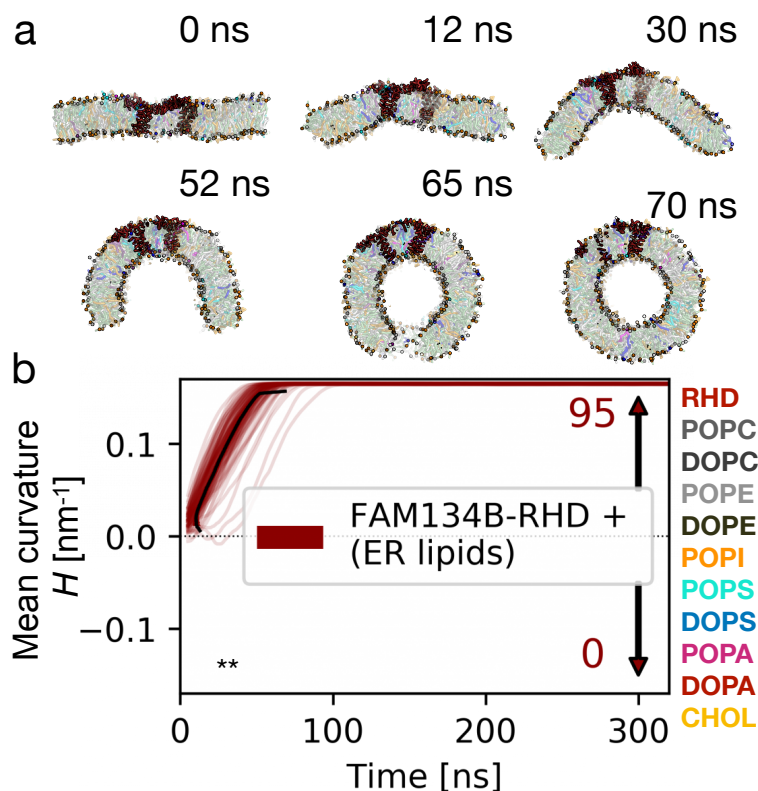 a
0 ns
12 ns
30 ns
52 ns
65 ns
70 ns
b
Mean curvature
H [nm⁻¹]
0.1
0.0
−0.1
95
FAM134B-RHD +
(ER lipids)
0
**
0
100
200
300
Time [ns]
RHD
POPC
DOPC
POPE
DOPE
POPI
POPS
DOPS
POPA
DOPA
CHOL